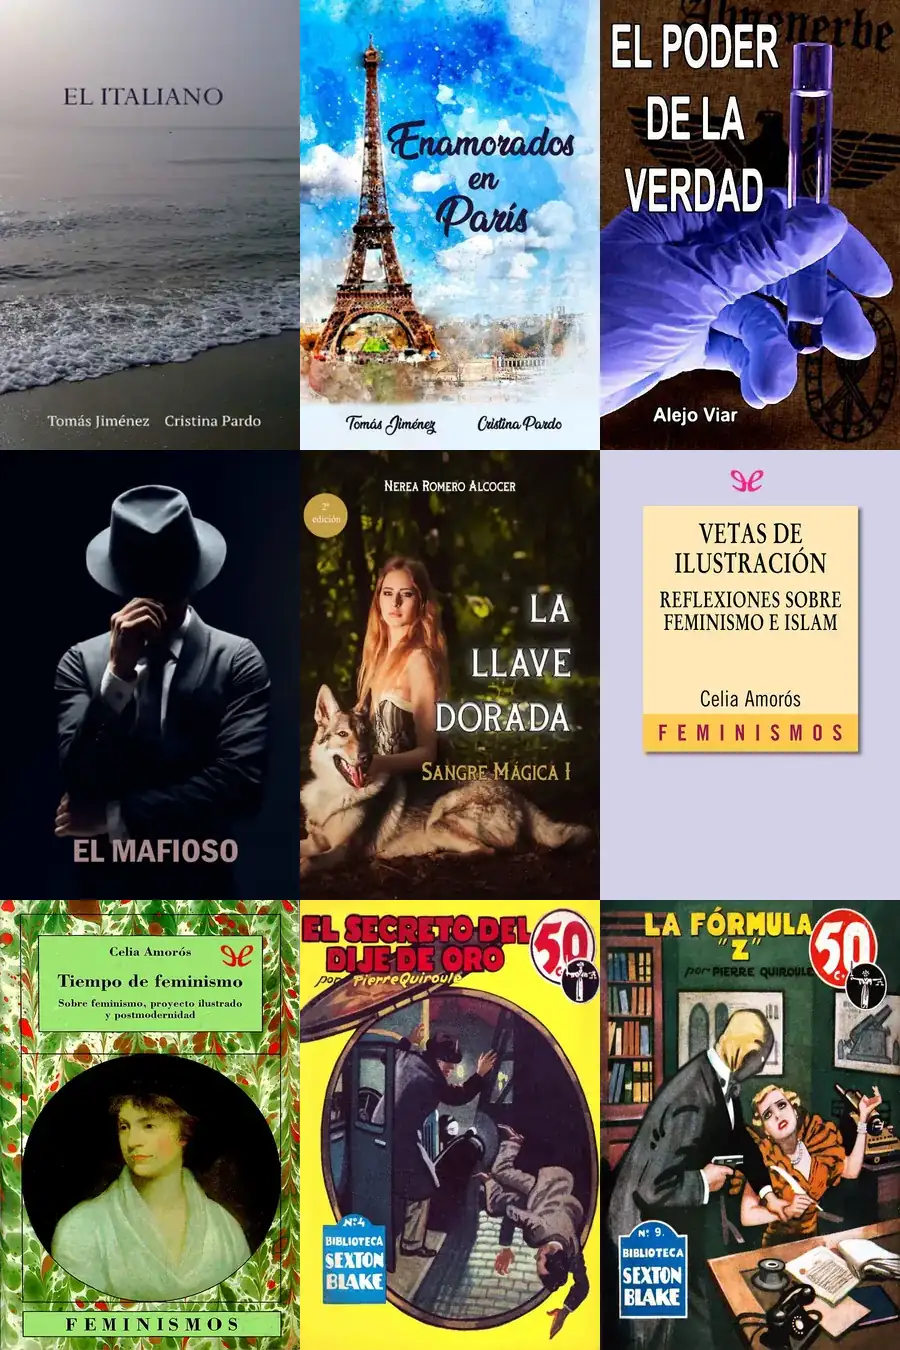 EL ITALIANO
Tomás Jiménez Cristina Pardo
Enamorados
en
París
Tomás Jiménez Cristina Pardo
Ahnenerbe
EL PODER
DE LA
VERDAD
Alejo Viar
EL MAFIOSO
NEREA ROMERO ALCOCER
2ª
edición
LA
LLAVE
DORADA
SANGRE MÁGICA I
VETAS DE
ILUSTRACIÓN
REFLEXIONES SOBRE
FEMINISMO E ISLAM
Celia Amorós
FEMINISMOS
Celia Amorós
Tiempo de feminismo
Sobre feminismo, proyecto ilustrado
y postmodernidad
FEMINISMOS
EL SECRETO DEL
DIJE DE ORO
por Pierre Quiroule
50
C.
Nº 4
BIBLIOTECA
SEXTON
BLAKE
LA FÓRMULA
"Z"
por PIERRE QUIROULE
50
C.
Nº 9.
BIBLIOTECA
SEXTON
BLAKE